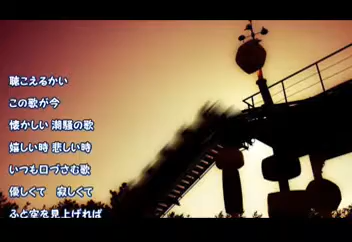 聴こえるかい
この歌が今
懐かしい 潮騒の歌
嬉しい時 悲しい時
いつも口づさむ歌
優しくて 寂しくて
ふと空を見上げれば